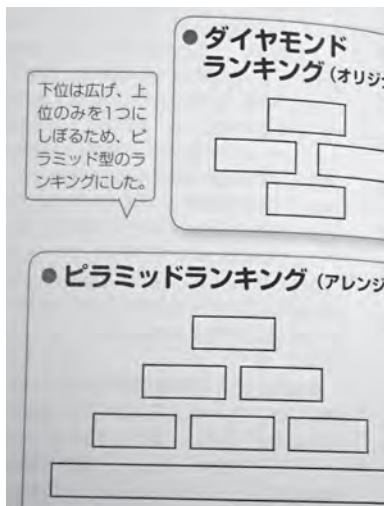 ●ダイヤモンド
ランキング(オリジ
下位は広げ、上
位のみを1つに
しぼるため、ピ
ラミッド型のラ
ンキングにした。
●ピラミッドランキング(アレンジ